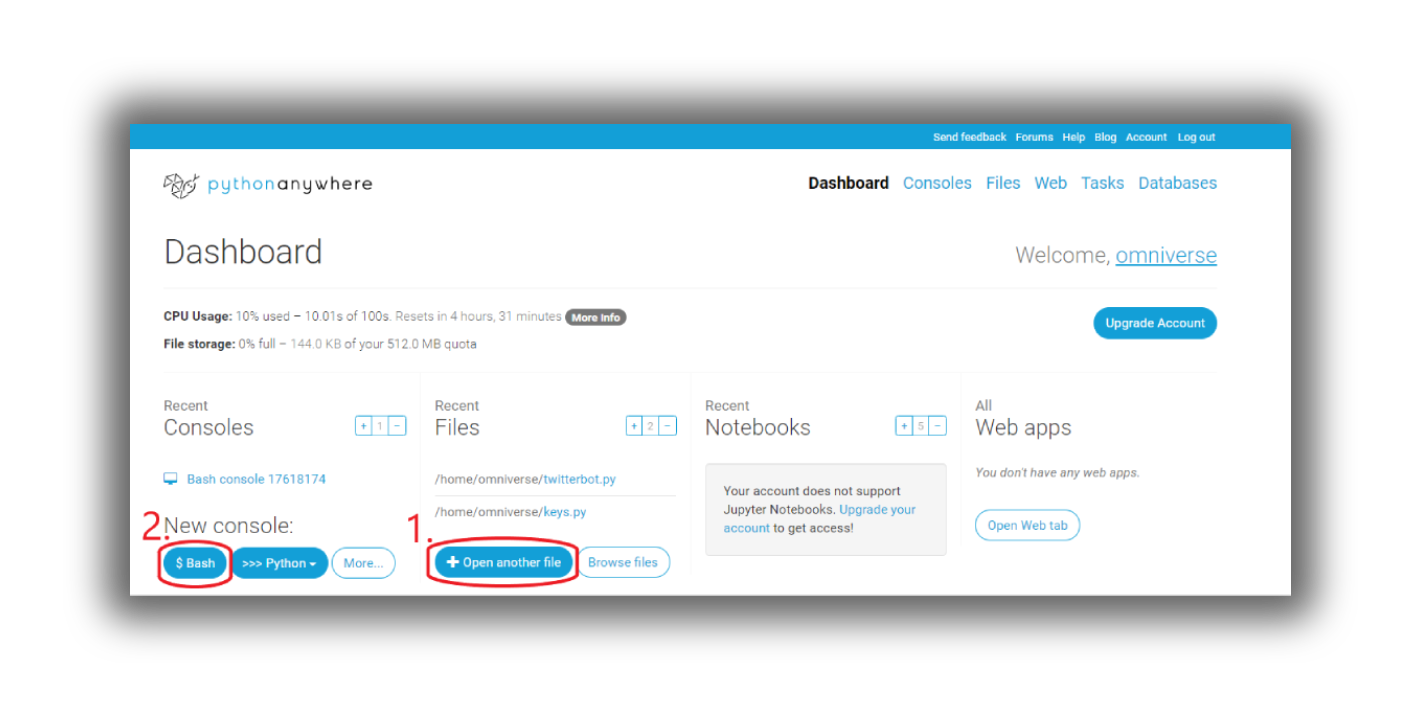 Send feedback Forums Help Blog Account Log out
pythonanywhere
Dashboard Consoles Files Web Tasks Databases
Dashboard
Welcome, omniverse
CPU Usage: 10% used – 10.01s of 100s. Resets in 4 hours, 31 minutes More Info
File storage: 0% full – 144.0 KB of your 512.0 MB quota
Upgrade Account
Recent
Consoles
+ 1 −
Bash console 17618174
2.
New console:
$ Bash
>>> Python
More...
Recent
Files
+ 2 −
/home/omniverse/twitterbot.py
/home/omniverse/keys.py
1.
+ Open another file
Browse files
Recent
Notebooks
+ 5 −
Your account does not support
Jupyter Notebooks. Upgrade your
account to get access!
All
Web apps
You don't have any web apps.
Open Web tab